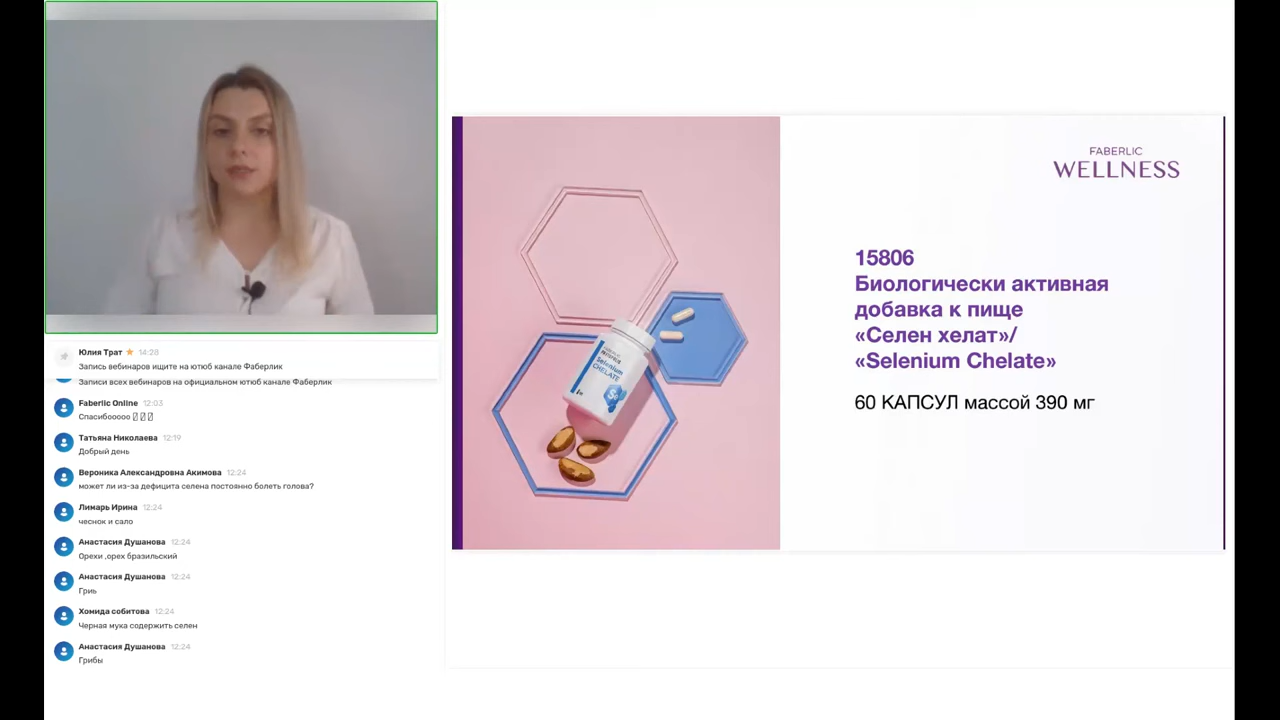 Юлия Трат 14:28
Запись вебинаров ищите на ютюб канале Фаберлик
Записи всех вебинаров на официальном ютюб канале Фаберлик
Faberlic Online 12:03
Спасибооооо
Татьяна Николаева 12:19
Добрый день
Вероника Александровна Акимова 12:24
может ли из-за дефицита селена постоянно болеть голова?
Лимарь Ирина 12:24
чеснок и сало
Анастасия Душанова 12:24
Орехи ,орех бразильский
Анастасия Душанова 12:24
Гриь
Хомида собитова 12:24
Черная мука содержить селен
Анастасия Душанова 12:24
Грибы
Selenium
CHELATE
Se
FABERLIC
WELLNESS
15806
Биологически активная
добавка к пище
«Селен хелат»/
«Selenium Chelate»
60 КАПСУЛ массой 390 мг